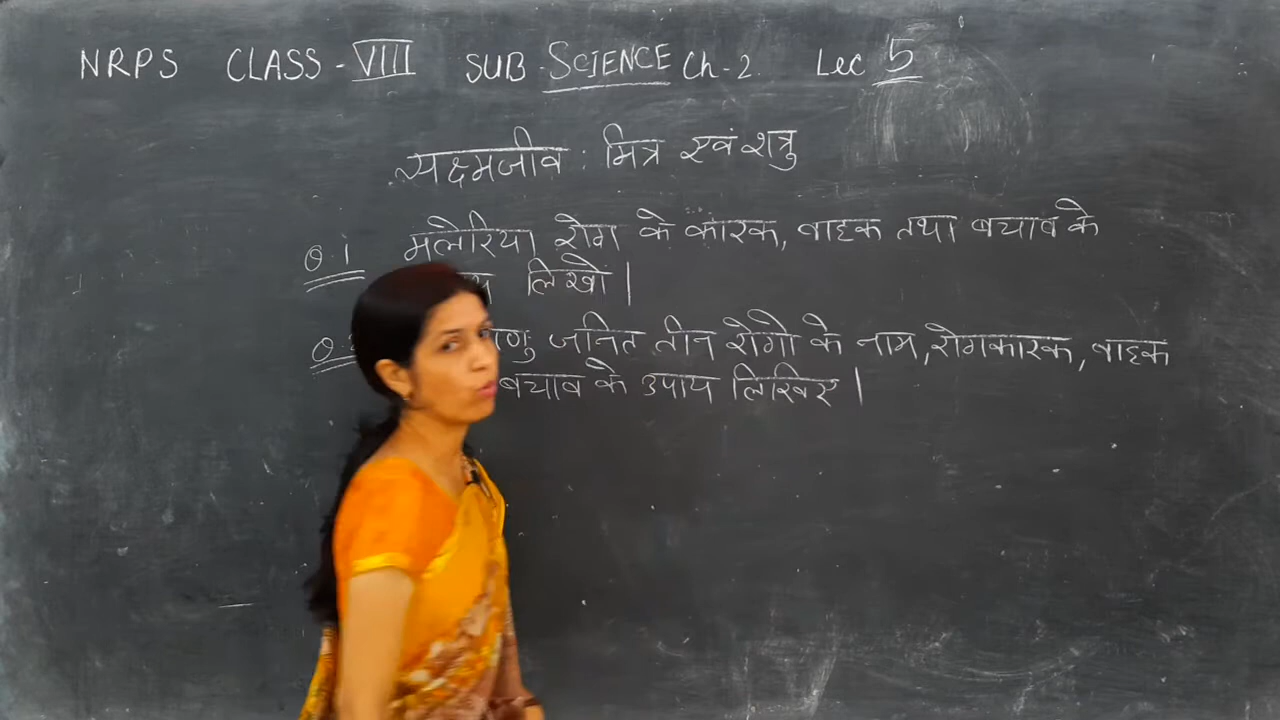 NRPS CLASS - VIII SUB - SCIENCE Ch-2. Lec 5
सूक्ष्मजीव : मित्र एवं शत्रु
Q.1 मलेरिया रोग के कारक, वाहक तथा बचाव के
लिखो।
जनित तीन रोगो के नाम, रोगकारक, वाहक
बचाव के उपाय लिखिए।